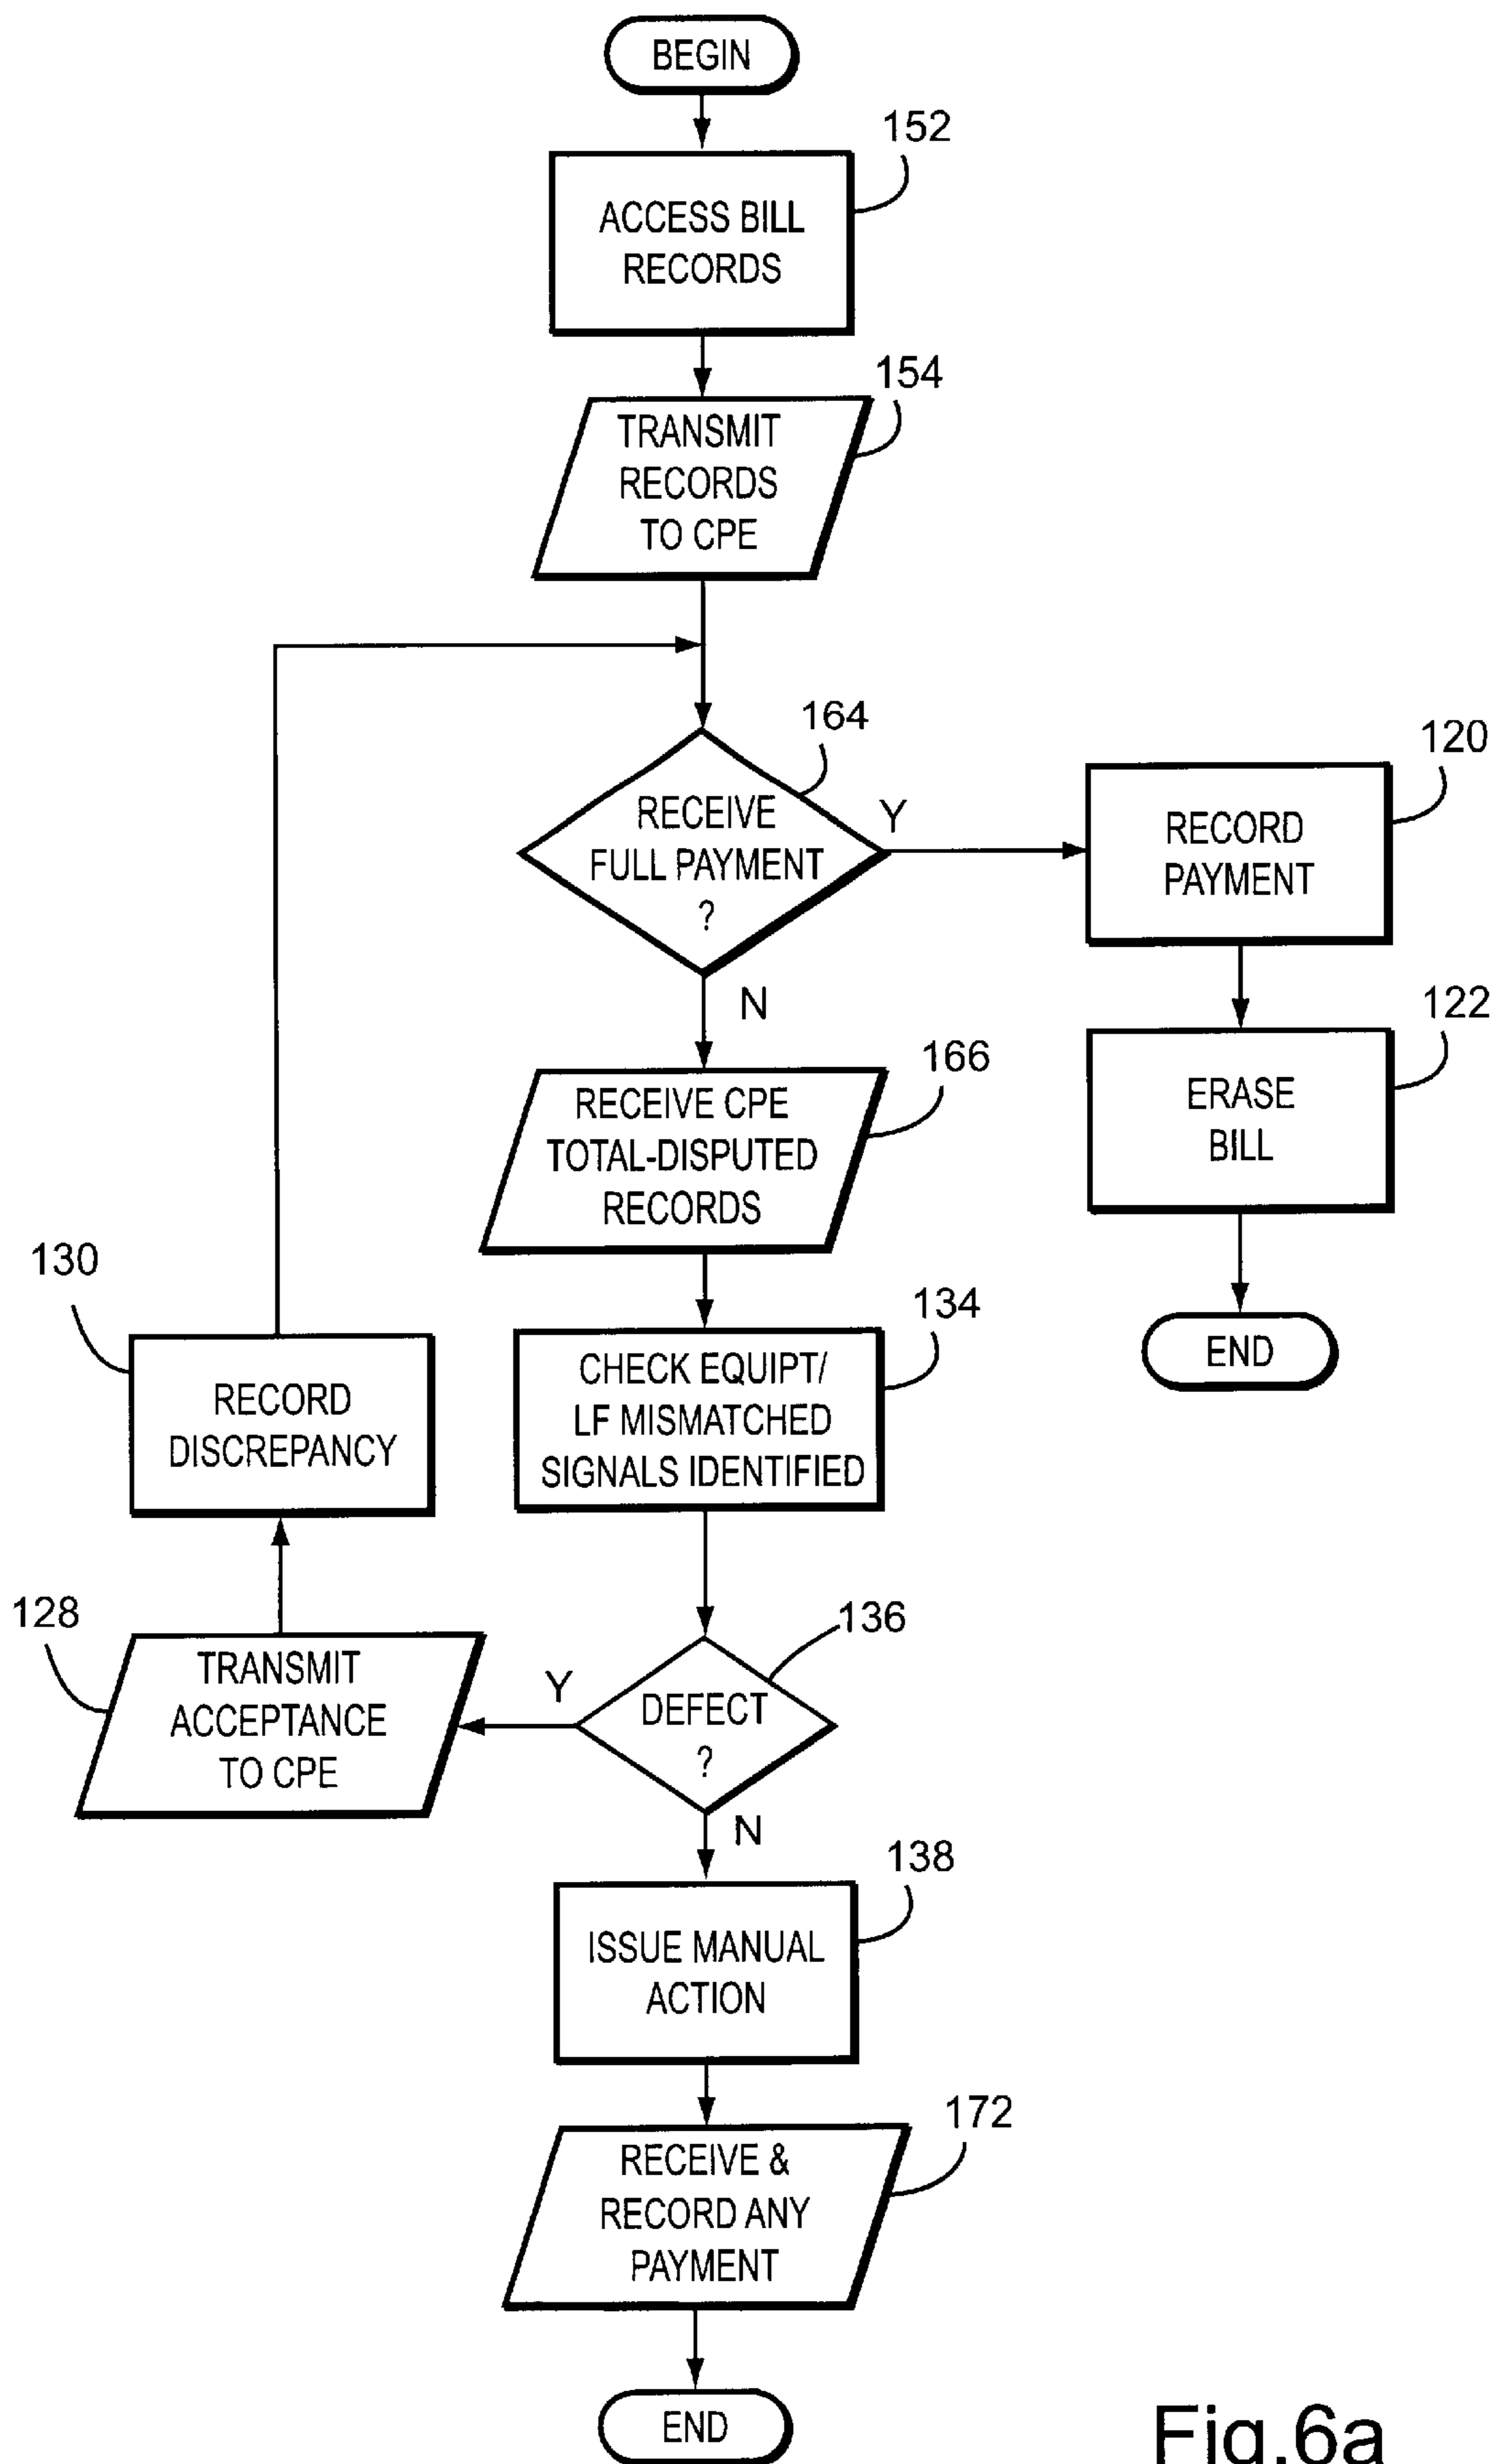 BEGIN
152
ACCESS BILL
RECORDS
154
TRANSMIT
RECORDS
TO CPE
164
RECEIVE
FULL PAYMENT
?
Y
N
120
RECORD
PAYMENT
122
ERASE
BILL
END
166
RECEIVE CPE
TOTAL-DISPUTED
RECORDS
134
CHECK EQUIPT/
LF MISMATCHED
SIGNALS IDENTIFIED
130
RECORD
DISCREPANCY
128
TRANSMIT
ACCEPTANCE
TO CPE
136
DEFECT
?
Y
N
138
ISSUE MANUAL
ACTION
172
RECEIVE &
RECORD ANY
PAYMENT
END
Fig.6a